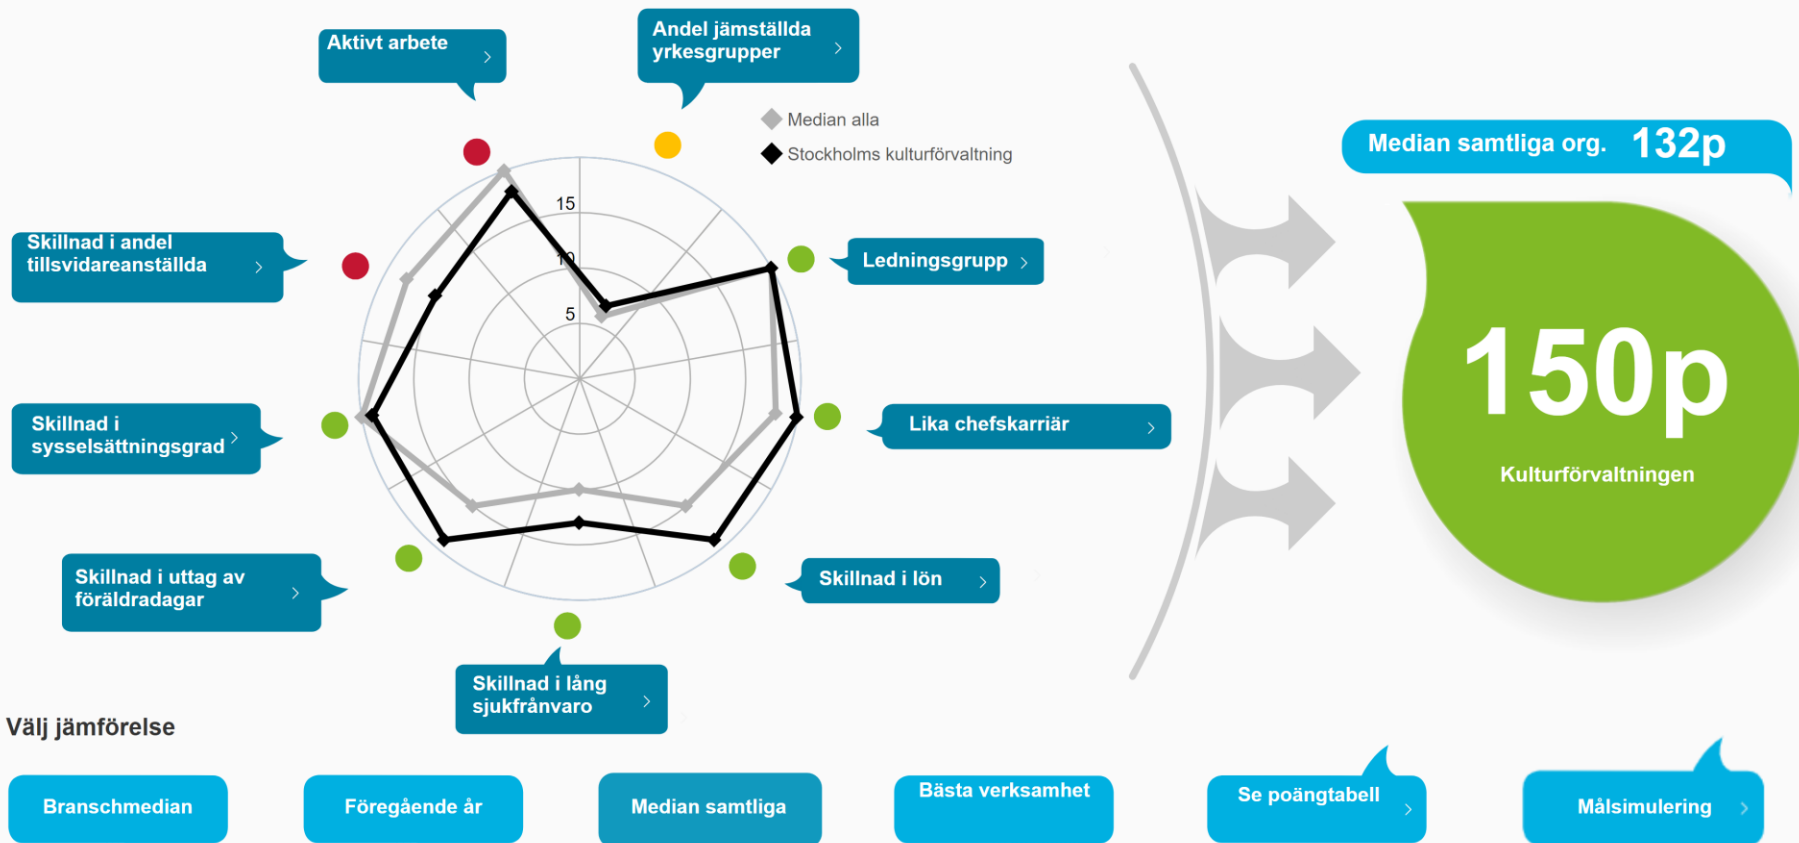 Aktivt arbete
Andel jämställda
yrkesgrupper
Median alla
Stockholms kulturförvaltning
Median samtliga org. 132p
15
10
5
Skillnad i andel
tillsvidareanställda
Ledningsgrupp
Skillnad i
sysselsättningsgrad
Lika chefskarriär
150p
Kulturförvaltningen
Skillnad i uttag av
föräldradagar
Skillnad i lön
Skillnad i lång
sjukfrånvaro
Välj jämförelse
Branschmedian
Föregående år
Median samtliga
Bästa verksamhet
Se poängtabell
Målsimulering